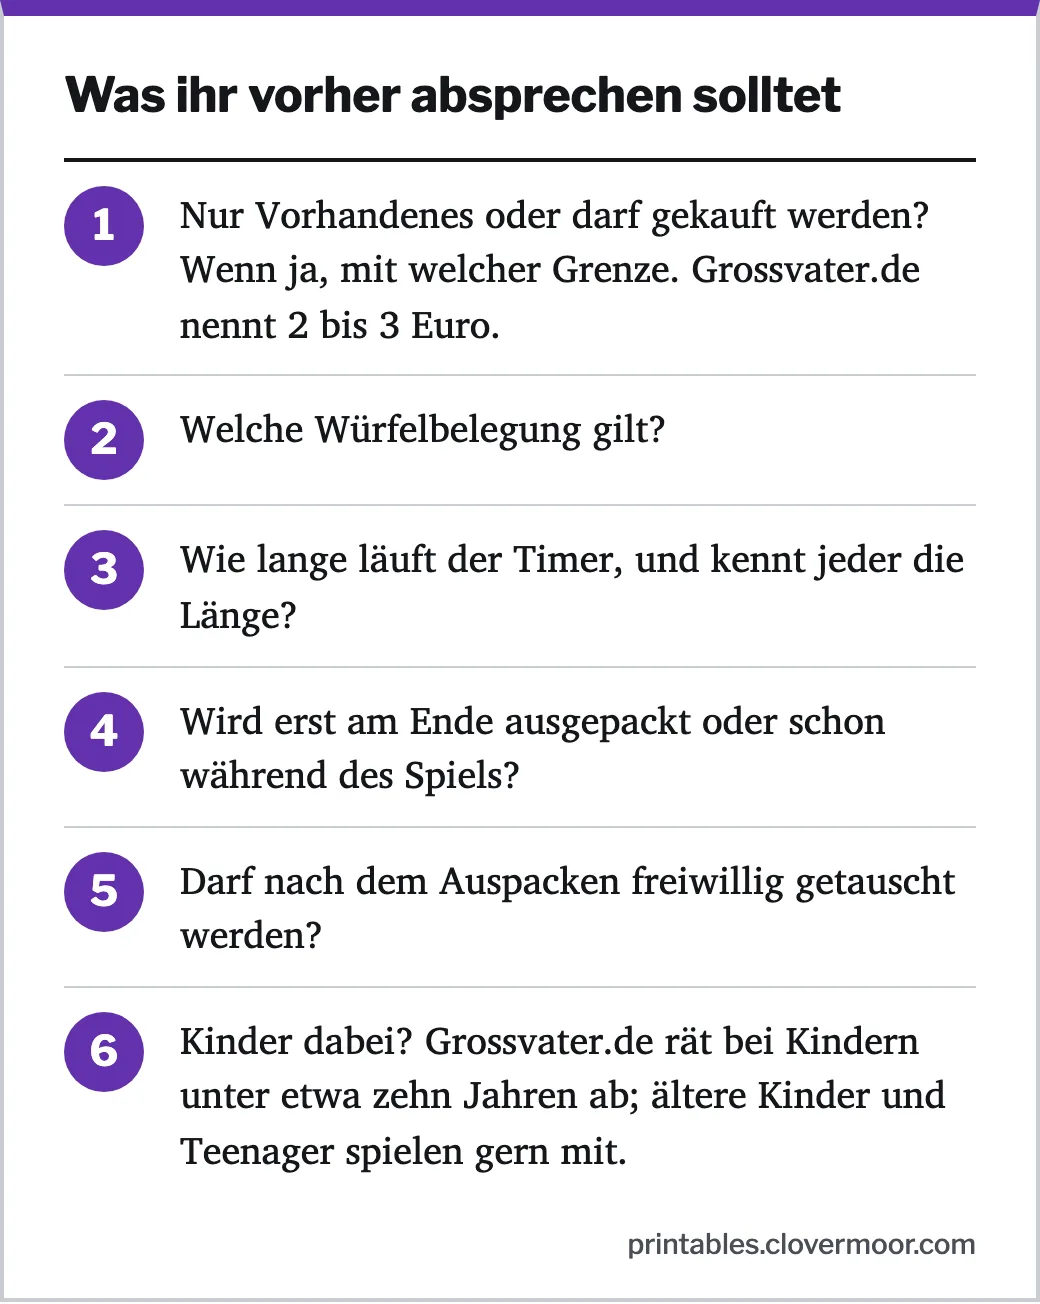 Was ihr vorher absprechen solltet
1
Nur Vorhandenes oder darf gekauft werden?
Wenn ja, mit welcher Grenze. Grossvater.de
nennt 2 bis 3 Euro.
2
Welche Würfelbelegung gilt?
3
Wie lange läuft der Timer, und kennt jeder die
Länge?
4
Wird erst am Ende ausgepackt oder schon
während des Spiels?
5
Darf nach dem Auspacken freiwillig getauscht
werden?
6
Kinder dabei? Grossvater.de rät bei Kindern
unter etwa zehn Jahren ab; ältere Kinder und
Teenager spielen gern mit.
printables.clovermoor.com